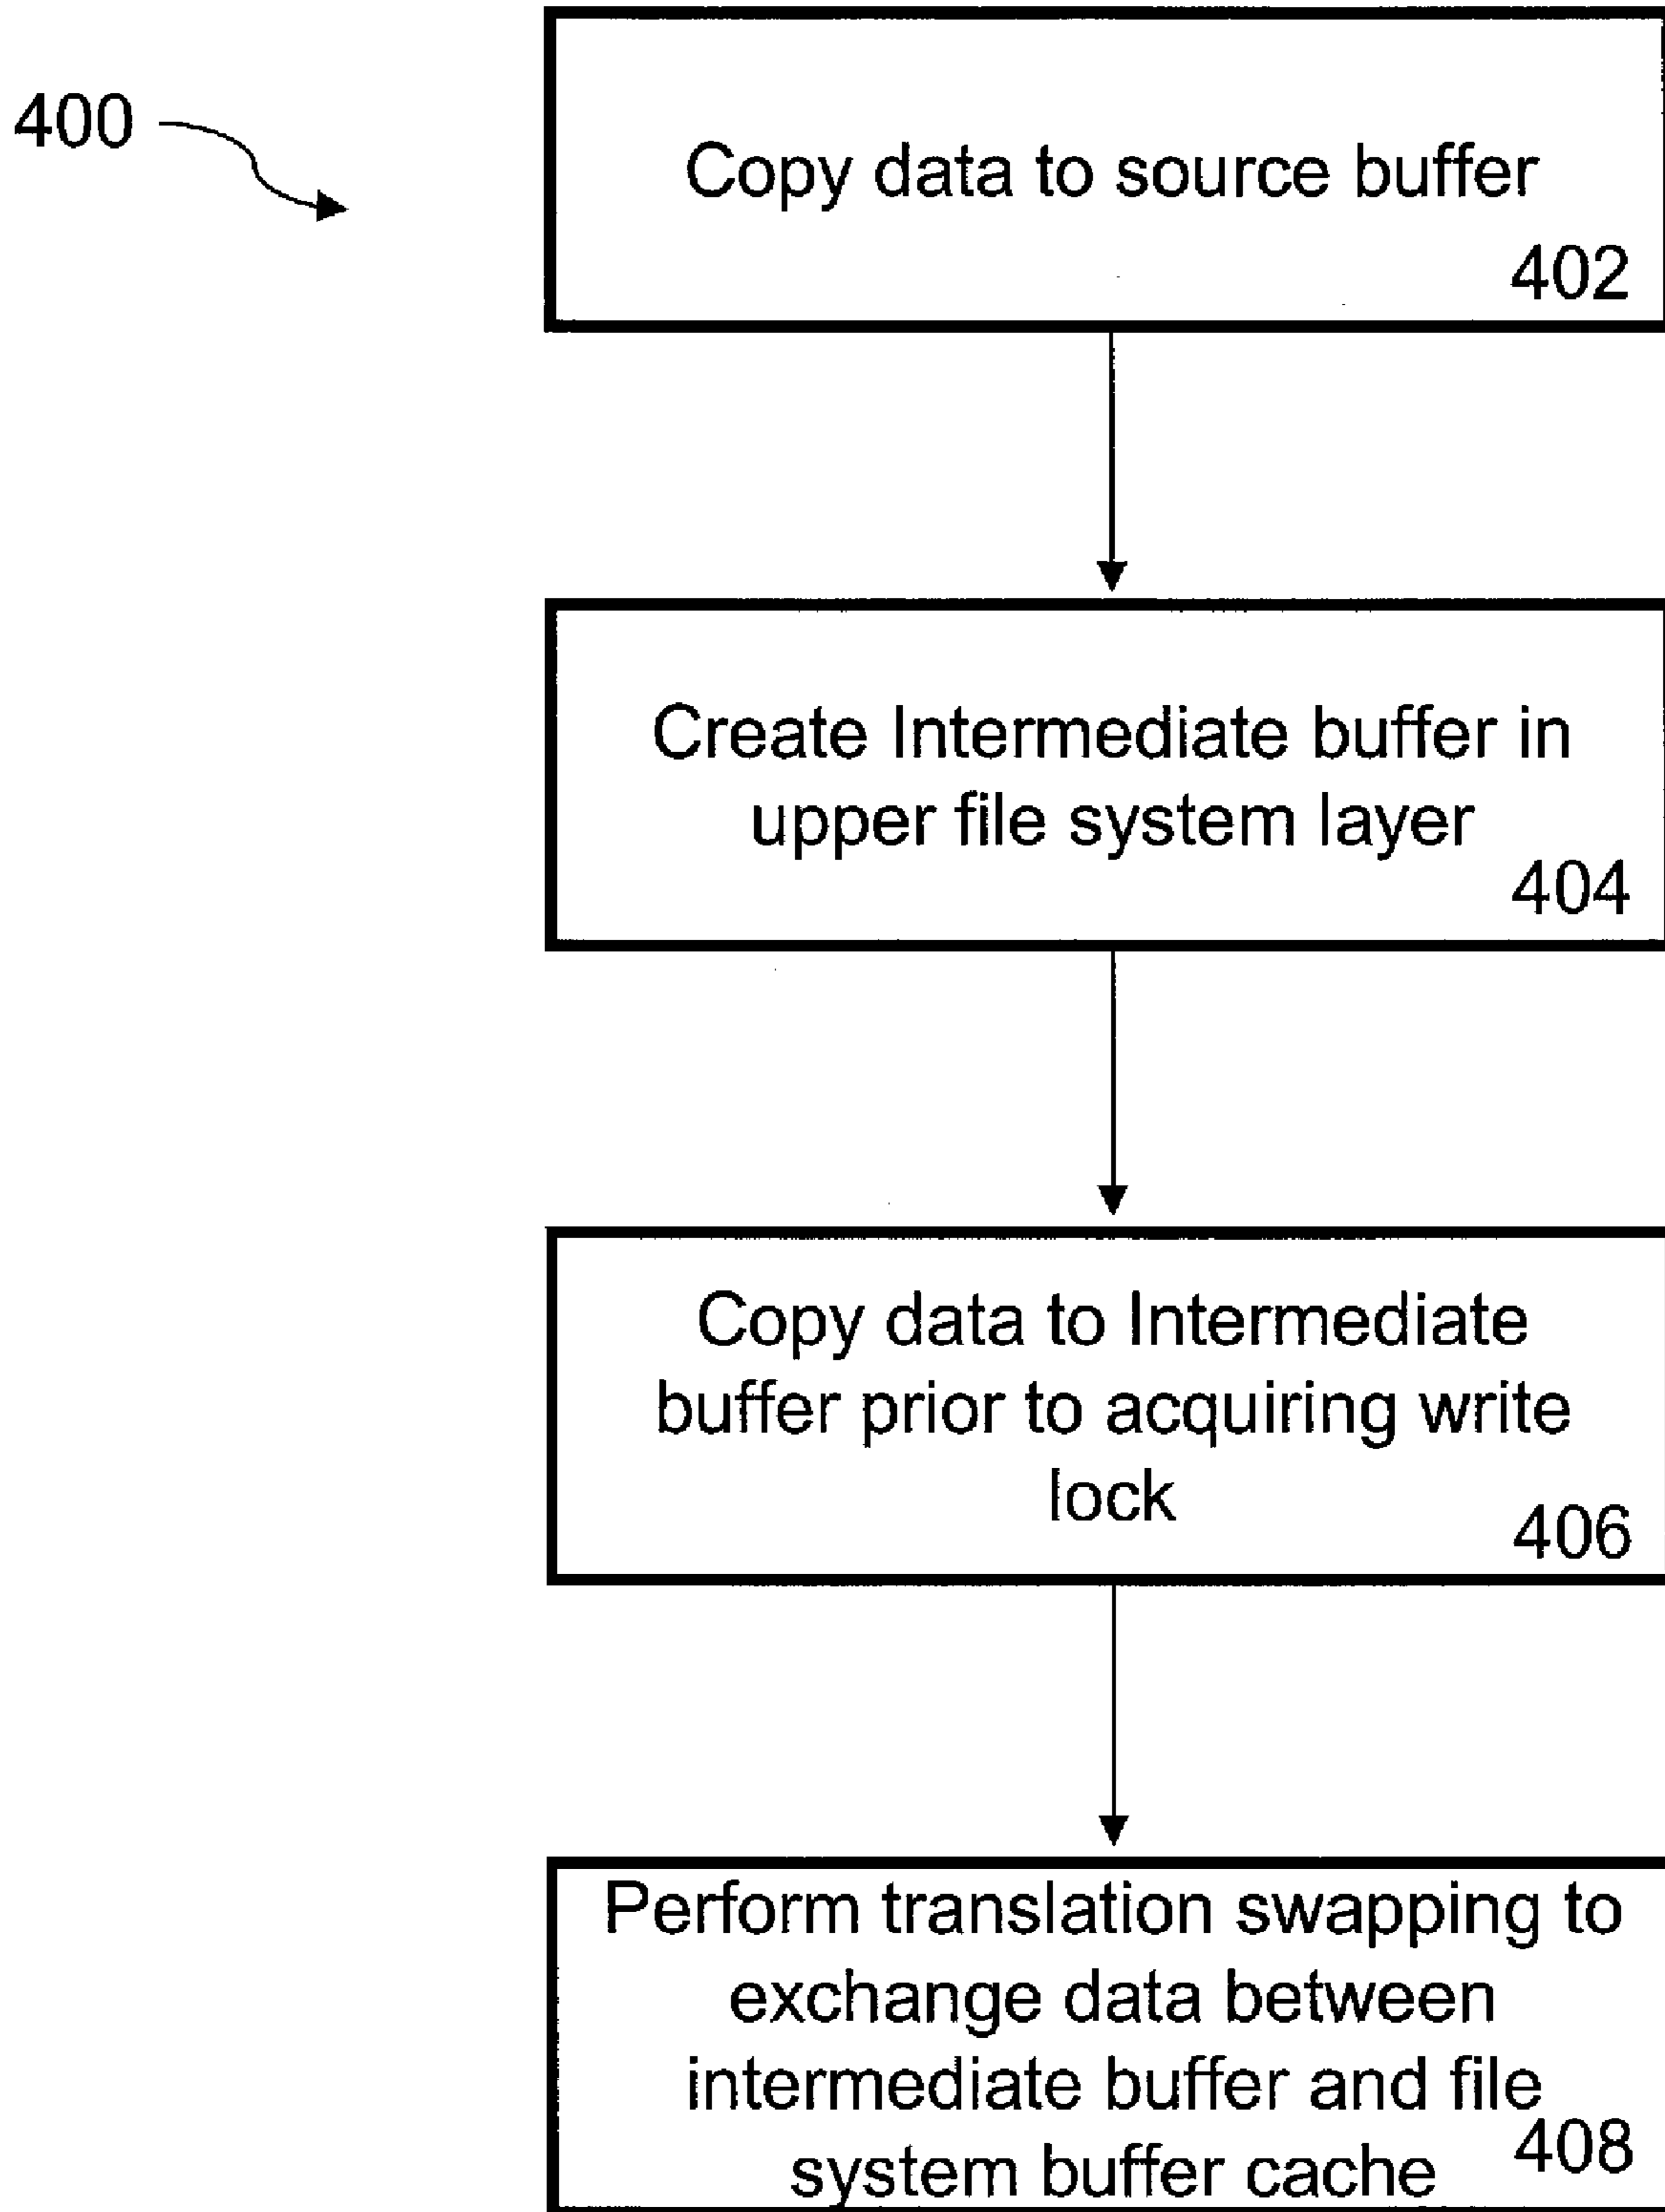 400
Copy data to source buffer
402
Create Intermediate buffer in
upper file system layer
404
Copy data to Intermediate
buffer prior to acquiring write
lock
406
Perform translation swapping to
exchange data between
intermediate buffer and file
system buffer cache
408